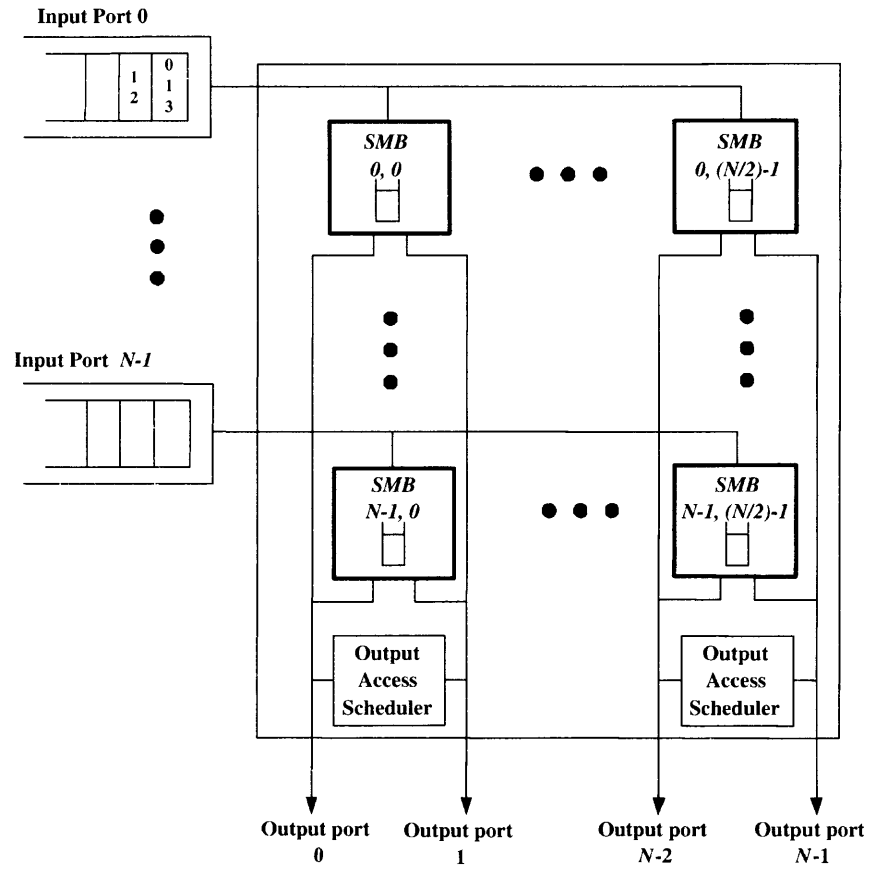 Input Port 0
1
2
0
1
3
SMB
0, 0
SMB
0, (N/2)-1
Input Port N-1
SMB
N-1, 0
SMB
N-1, (N/2)-1
Output
Access
Scheduler
Output
Access
Scheduler
Output port
0
Output port
1
Output port
N-2
Output port
N-1